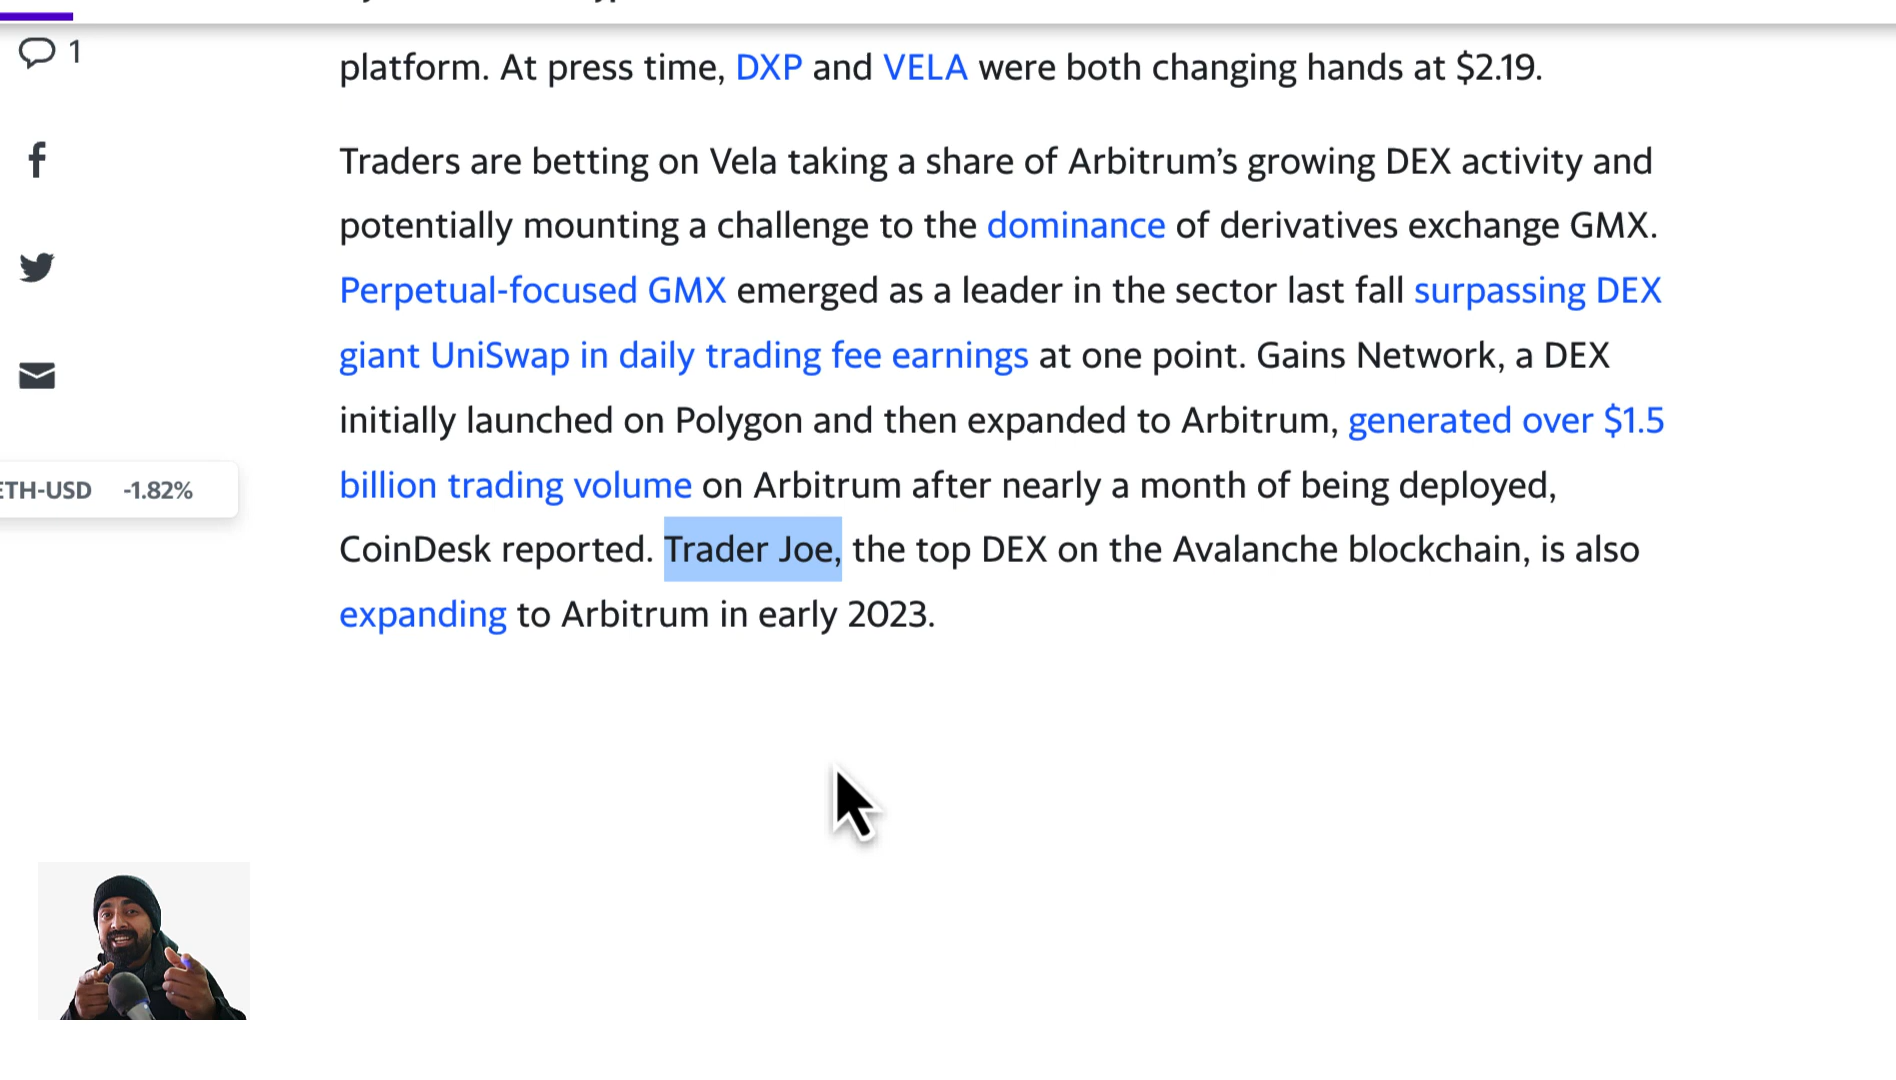 1
platform. At press time, DXP and VELA were both changing hands at $2.19.
Traders are betting on Vela taking a share of Arbitrum’s growing DEX activity and
potentially mounting a challenge to the dominance of derivatives exchange GMX.
Perpetual-focused GMX emerged as a leader in the sector last fall surpassing DEX
giant UniSwap in daily trading fee earnings at one point. Gains Network, a DEX
initially launched on Polygon and then expanded to Arbitrum, generated over $1.5
billion trading volume on Arbitrum after nearly a month of being deployed,
ETH-USD -1.82%
CoinDesk reported. Trader Joe, the top DEX on the Avalanche blockchain, is also
expanding to Arbitrum in early 2023.